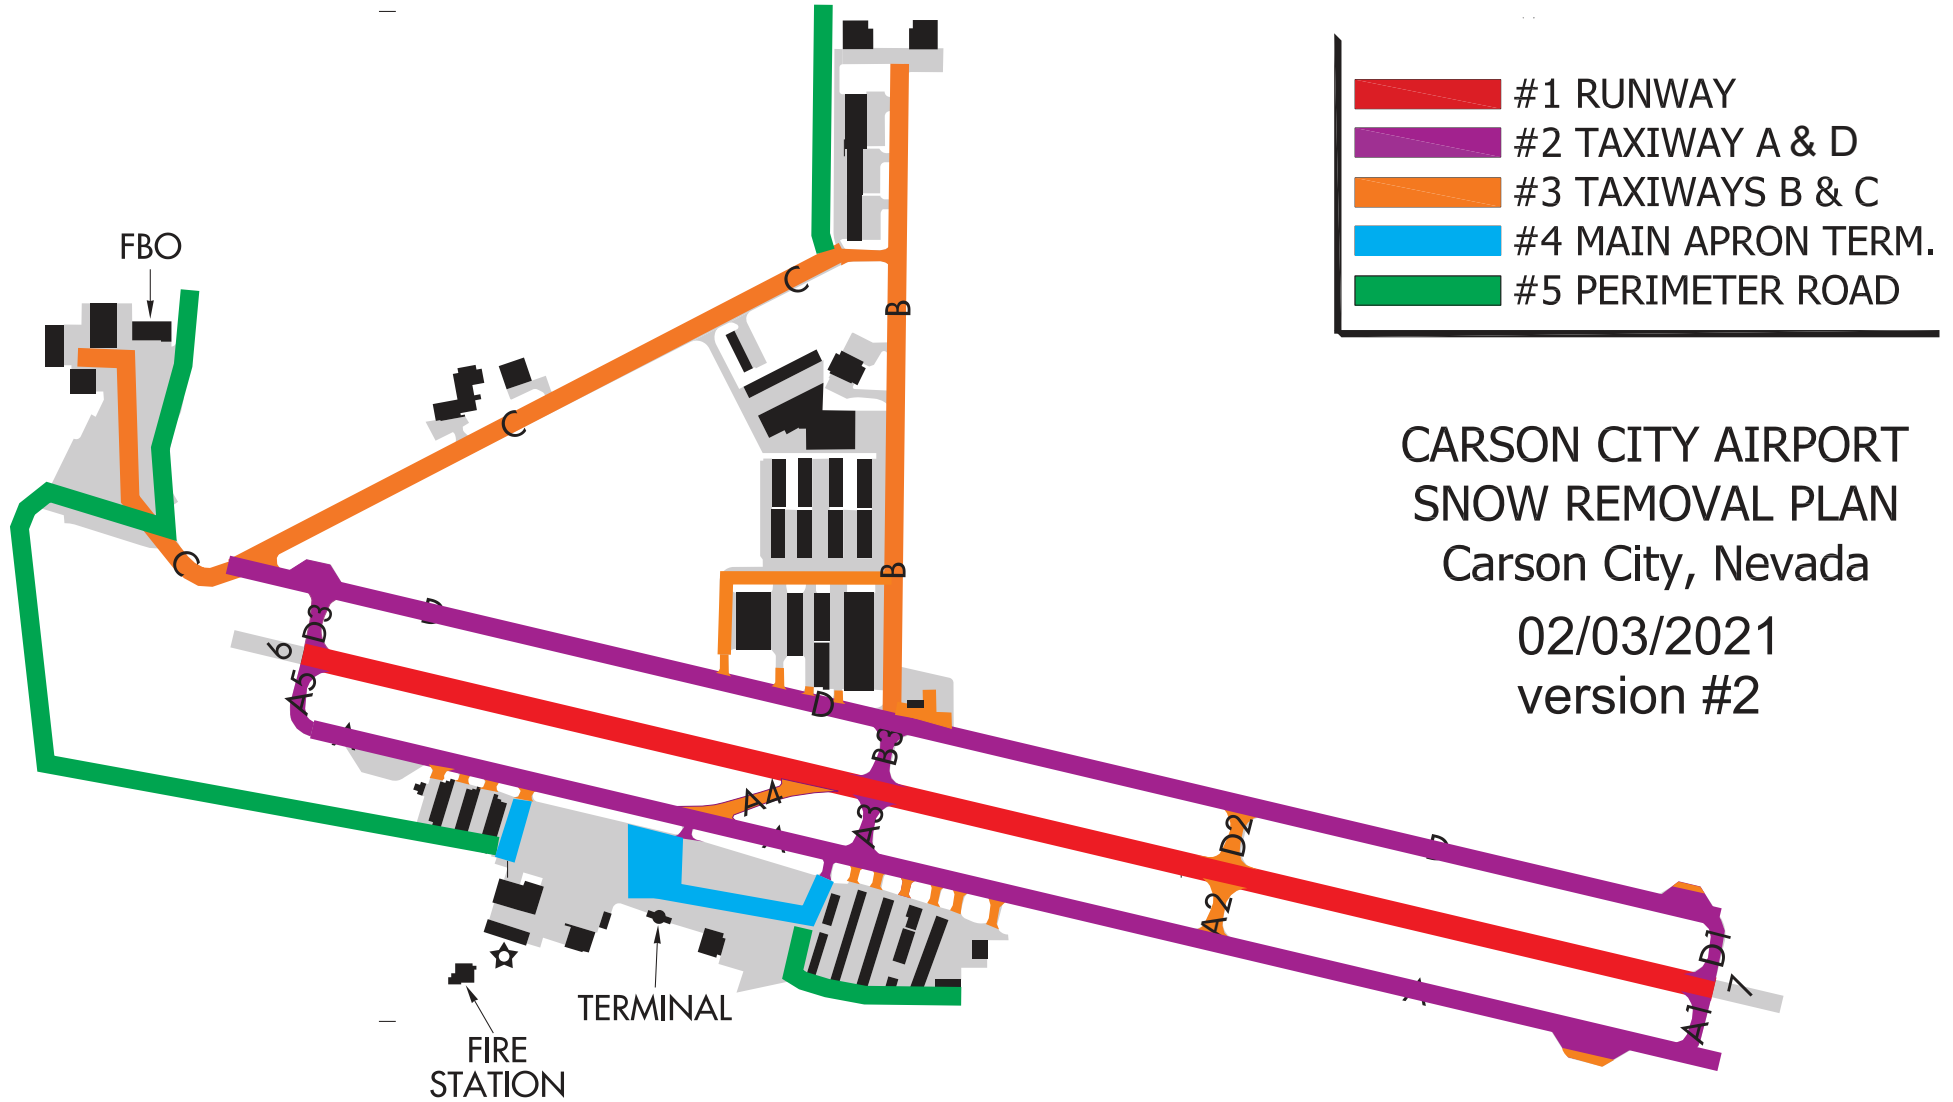 #1 RUNWAY
#2 TAXIWAY A & D
#3 TAXIWAYS B & C
#4 MAIN APRON TERM.
#5 PERIMETER ROAD
CARSON CITY AIRPORT
SNOW REMOVAL PLAN
Carson City, Nevada
02/03/2021
version #2
FBO
C
B
C
C
B
D3
D
9
A5
D
B3
A
A4
A3
A
D2
D
A2
D1
7
A1
A
TERMINAL
FIRE
STATION